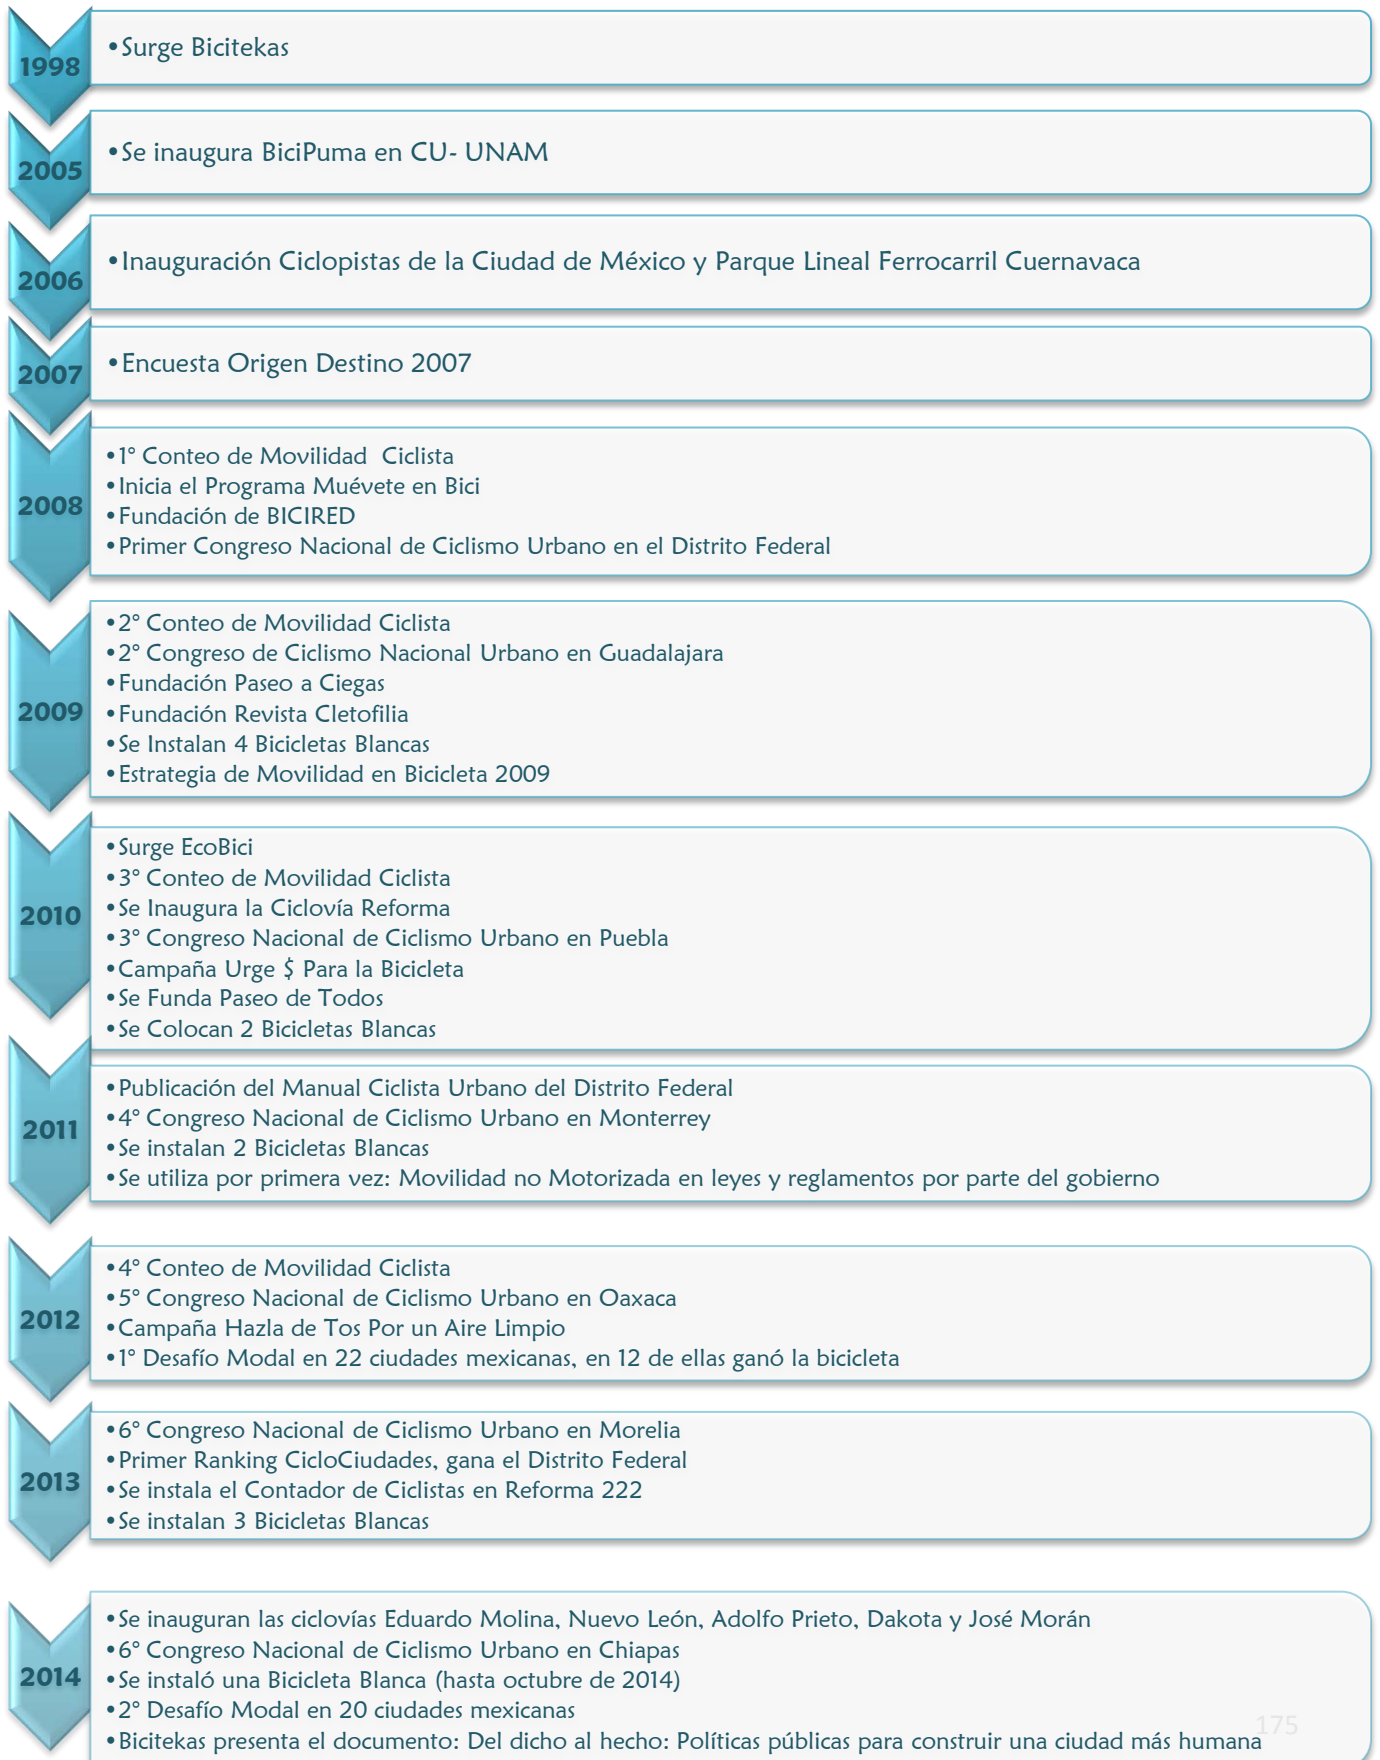 1998
•Surge Bicitekas
2005
•Se inaugura BiciPuma en CU- UNAM
2006
•Inauguración Ciclopistas de la Ciudad de México y Parque Lineal Ferrocarril Cuernavaca
2007
•Encuesta Origen Destino 2007
2008
•1° Conteo de Movilidad Ciclista
•Inicia el Programa Muévete en Bici
•Fundación de BICIRED
•Primer Congreso Nacional de Ciclismo Urbano en el Distrito Federal
2009
•2° Conteo de Movilidad Ciclista
•2° Congreso de Ciclismo Nacional Urbano en Guadalajara
•Fundación Paseo a Ciegas
•Fundación Revista Cletofilia
•Se Instalan 4 Bicicletas Blancas
•Estrategia de Movilidad en Bicicleta 2009
2010
•Surge EcoBici
•3° Conteo de Movilidad Ciclista
•Se Inaugura la Ciclovía Reforma
•3° Congreso Nacional de Ciclismo Urbano en Puebla
•Campaña Urge $ Para la Bicicleta
•Se Funda Paseo de Todos
•Se Colocan 2 Bicicletas Blancas
2011
•Publicación del Manual Ciclista Urbano del Distrito Federal
•4° Congreso Nacional de Ciclismo Urbano en Monterrey
•Se instalan 2 Bicicletas Blancas
•Se utiliza por primera vez: Movilidad no Motorizada en leyes y reglamentos por parte del gobierno
2012
•4° Conteo de Movilidad Ciclista
•5° Congreso Nacional de Ciclismo Urbano en Oaxaca
•Campaña Hazla de Tos Por un Aire Limpio
•1° Desafío Modal en 22 ciudades mexicanas, en 12 de ellas ganó la bicicleta
2013
•6° Congreso Nacional de Ciclismo Urbano en Morelia
•Primer Ranking CicloCiudades, gana el Distrito Federal
•Se instala el Contador de Ciclistas en Reforma 222
•Se instalan 3 Bicicletas Blancas
2014
•Se inauguran las ciclovías Eduardo Molina, Nuevo León, Adolfo Prieto, Dakota y José Morán
•6° Congreso Nacional de Ciclismo Urbano en Chiapas
•Se instaló una Bicicleta Blanca (hasta octubre de 2014)
•2° Desafío Modal en 20 ciudades mexicanas
•Bicitekas presenta el documento: Del dicho al hecho: Políticas públicas para construir una ciudad más humana
175